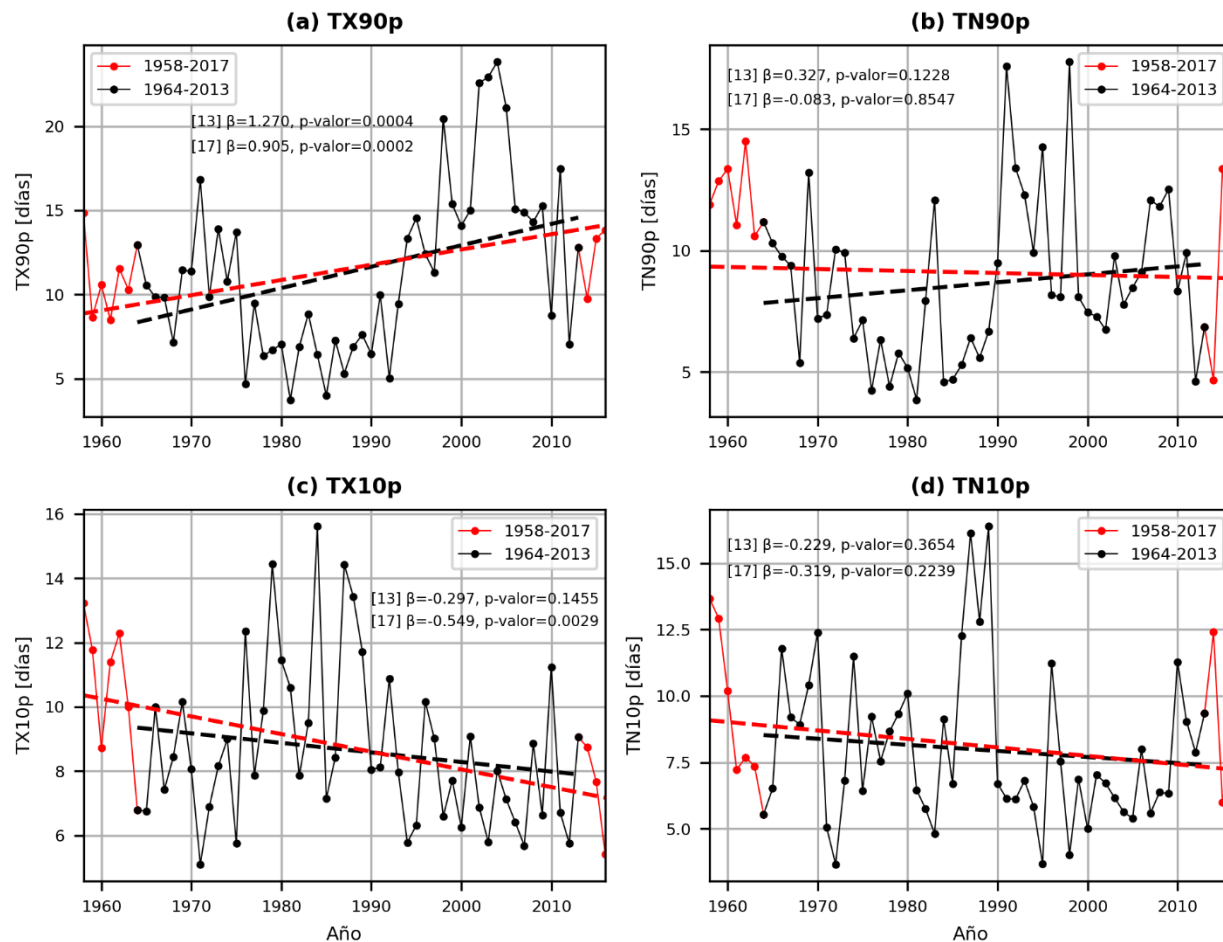 (a) TX90p
1958-2017
1964-2013
[13] β=1.270, p-valor=0.0004
[17] β=0.905, p-valor=0.0002
TX90p [días]
20
15
10
5
1960 1970 1980 1990 2000 2010
(b) TN90p
1958-2017
1964-2013
[13] β=0.327, p-valor=0.1228
[17] β=-0.083, p-valor=0.8547
TN90p [días]
15
10
5
1960 1970 1980 1990 2000 2010
(c) TX10p
1958-2017
1964-2013
[13] β=-0.297, p-valor=0.1455
[17] β=-0.549, p-valor=0.0029
TX10p [días]
16
14
12
10
8
6
1960 1970 1980 1990 2000 2010
Año
(d) TN10p
1958-2017
1964-2013
[13] β=-0.229, p-valor=0.3654
[17] β=-0.319, p-valor=0.2239
TN10p [días]
15.0
12.5
10.0
7.5
5.0
1960 1970 1980 1990 2000 2010
Año